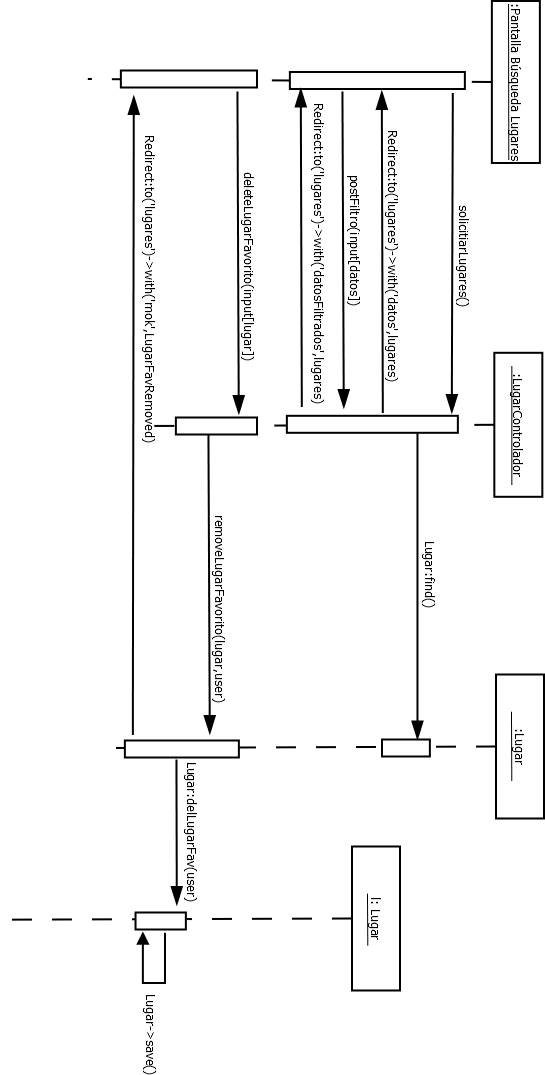 :Pantalla Búsqueda Lugares
:LugarControlador
:Lugar
l: Lugar
solicitiarLugares()
Lugar:find()
Redirect:to('lugares')->with('datos',lugares)
postFiltro(input[datos])
Redirect:to('lugares')->with('datosFiltrados',lugares)
deleteLugarFavorito(input[lugar])
removeLugarFavorito(lugar,user)
Lugar:delLugarFav(user)
Redirect:to('lugares')->with('mok',LugarFavRemoved)
Lugar->save()